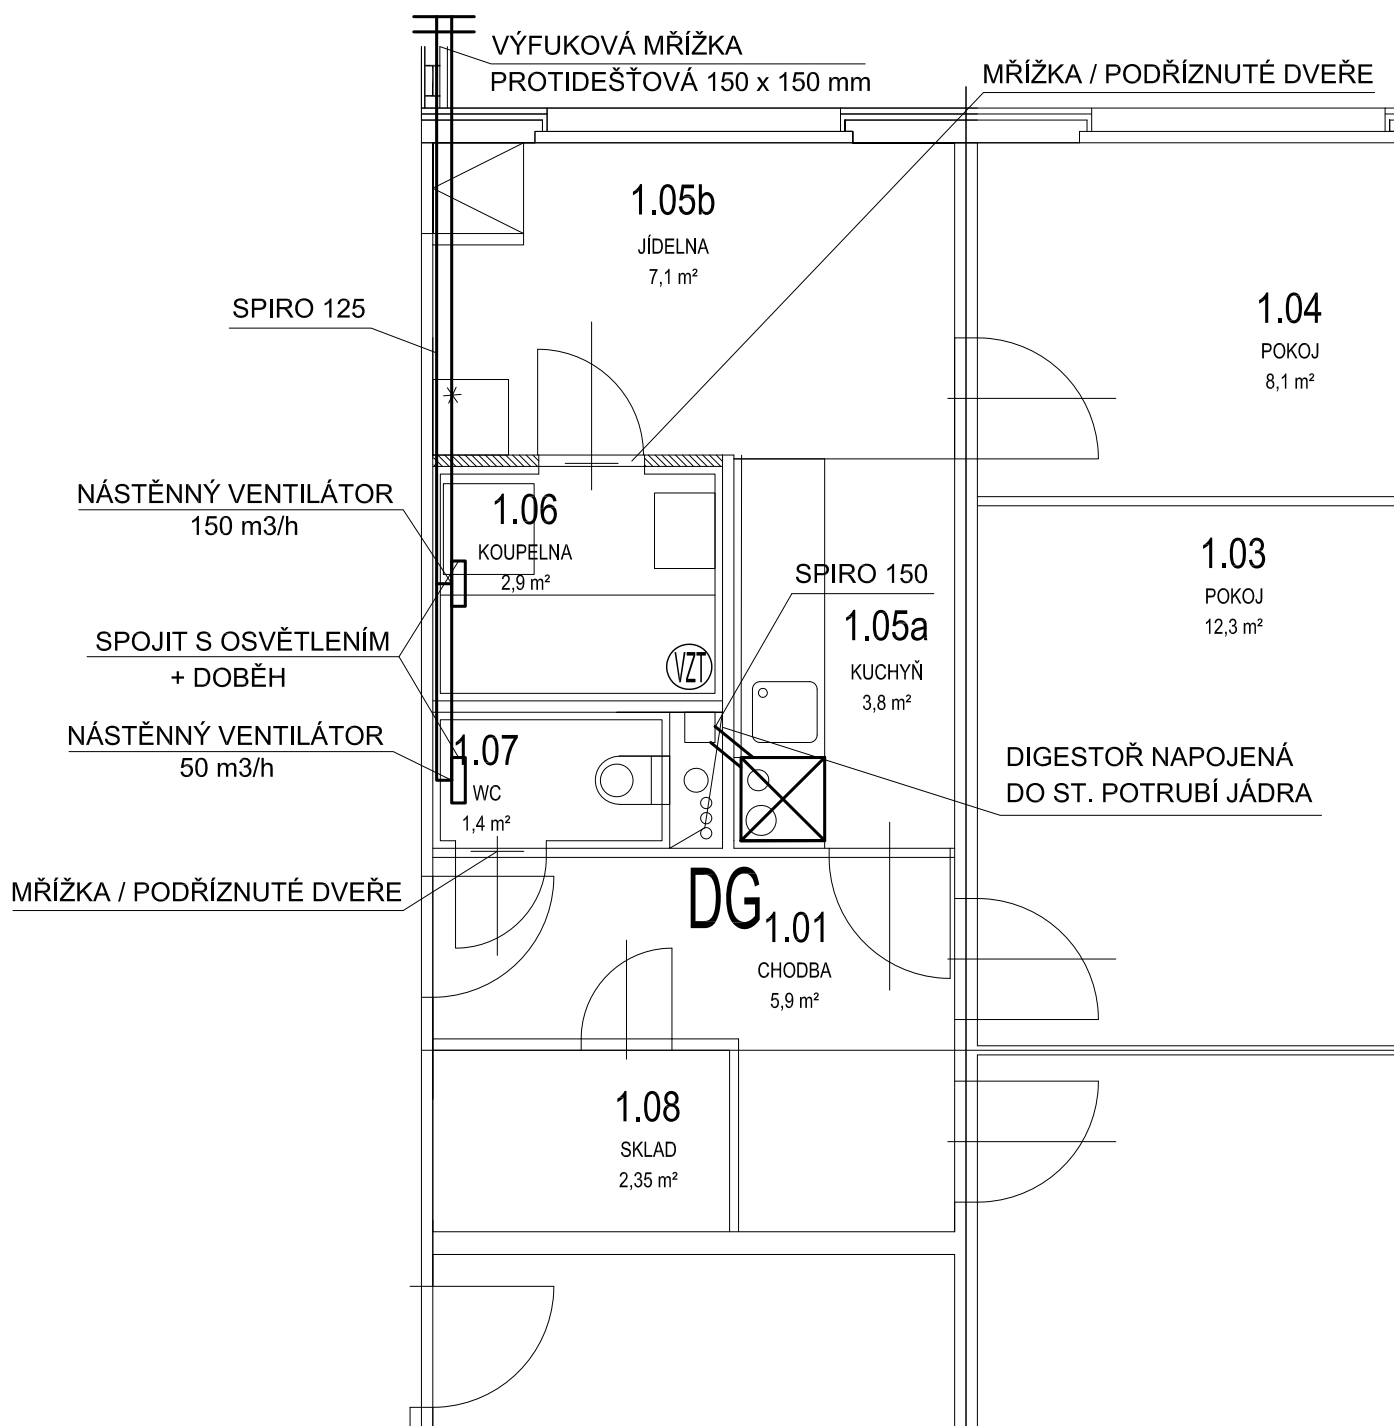 VÝFUKOVÁ MŘÍŽKA
PROTIDEŠŤOVÁ 150 x 150 mm
MŘÍŽKA / PODŘÍZNUTÉ DVEŘE
1.05b
JÍDELNA
7,1 m²
SPIRO 125
1.04
POKOJ
8,1 m²
NÁSTĚNNÝ VENTILÁTOR
150 m3/h
1.06
KOUPELNA
2,9 m²
1.03
POKOJ
12,3 m²
SPIRO 150
1.05a
KUCHYŇ
3,8 m²
SPOJIT S OSVĚTLENÍM
+ DOBĚH
VZT
NÁSTĚNNÝ VENTILÁTOR
50 m3/h
1.07
WC
1,4 m²
DIGESTOŘ NAPOJENÁ
DO ST. POTRUBÍ JÁDRA
MŘÍŽKA / PODŘÍZNUTÉ DVEŘE
DG
1.01
CHODBA
5,9 m²
1.08
SKLAD
2,35 m²